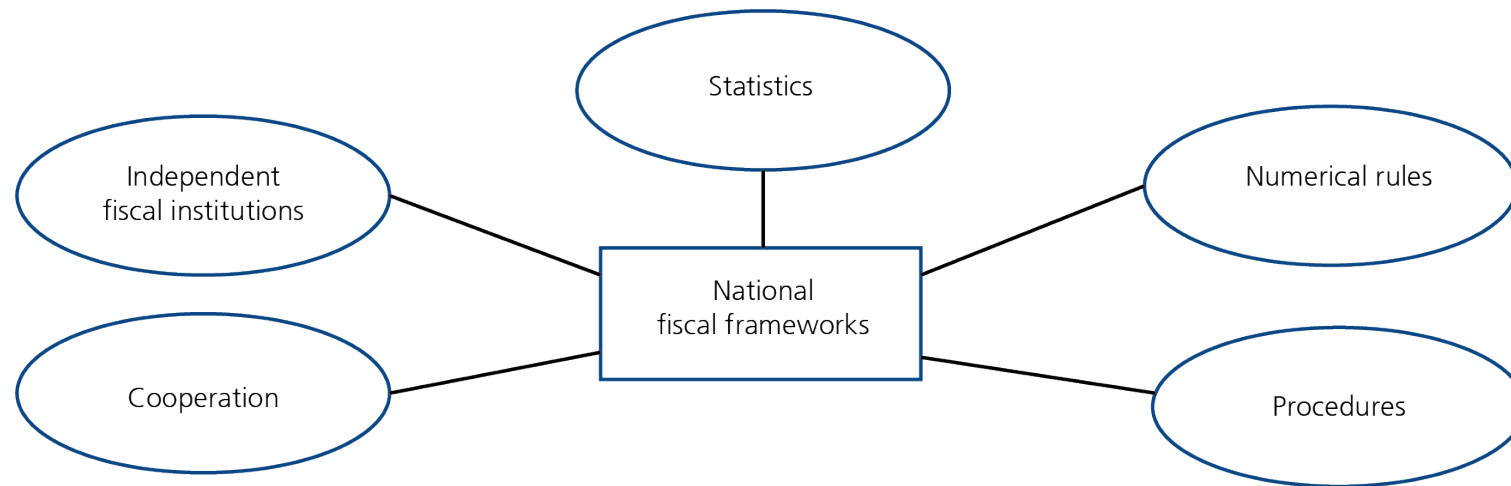 Statistics
Independent
fiscal institutions
Numerical rules
National
fiscal frameworks
Cooperation
Procedures